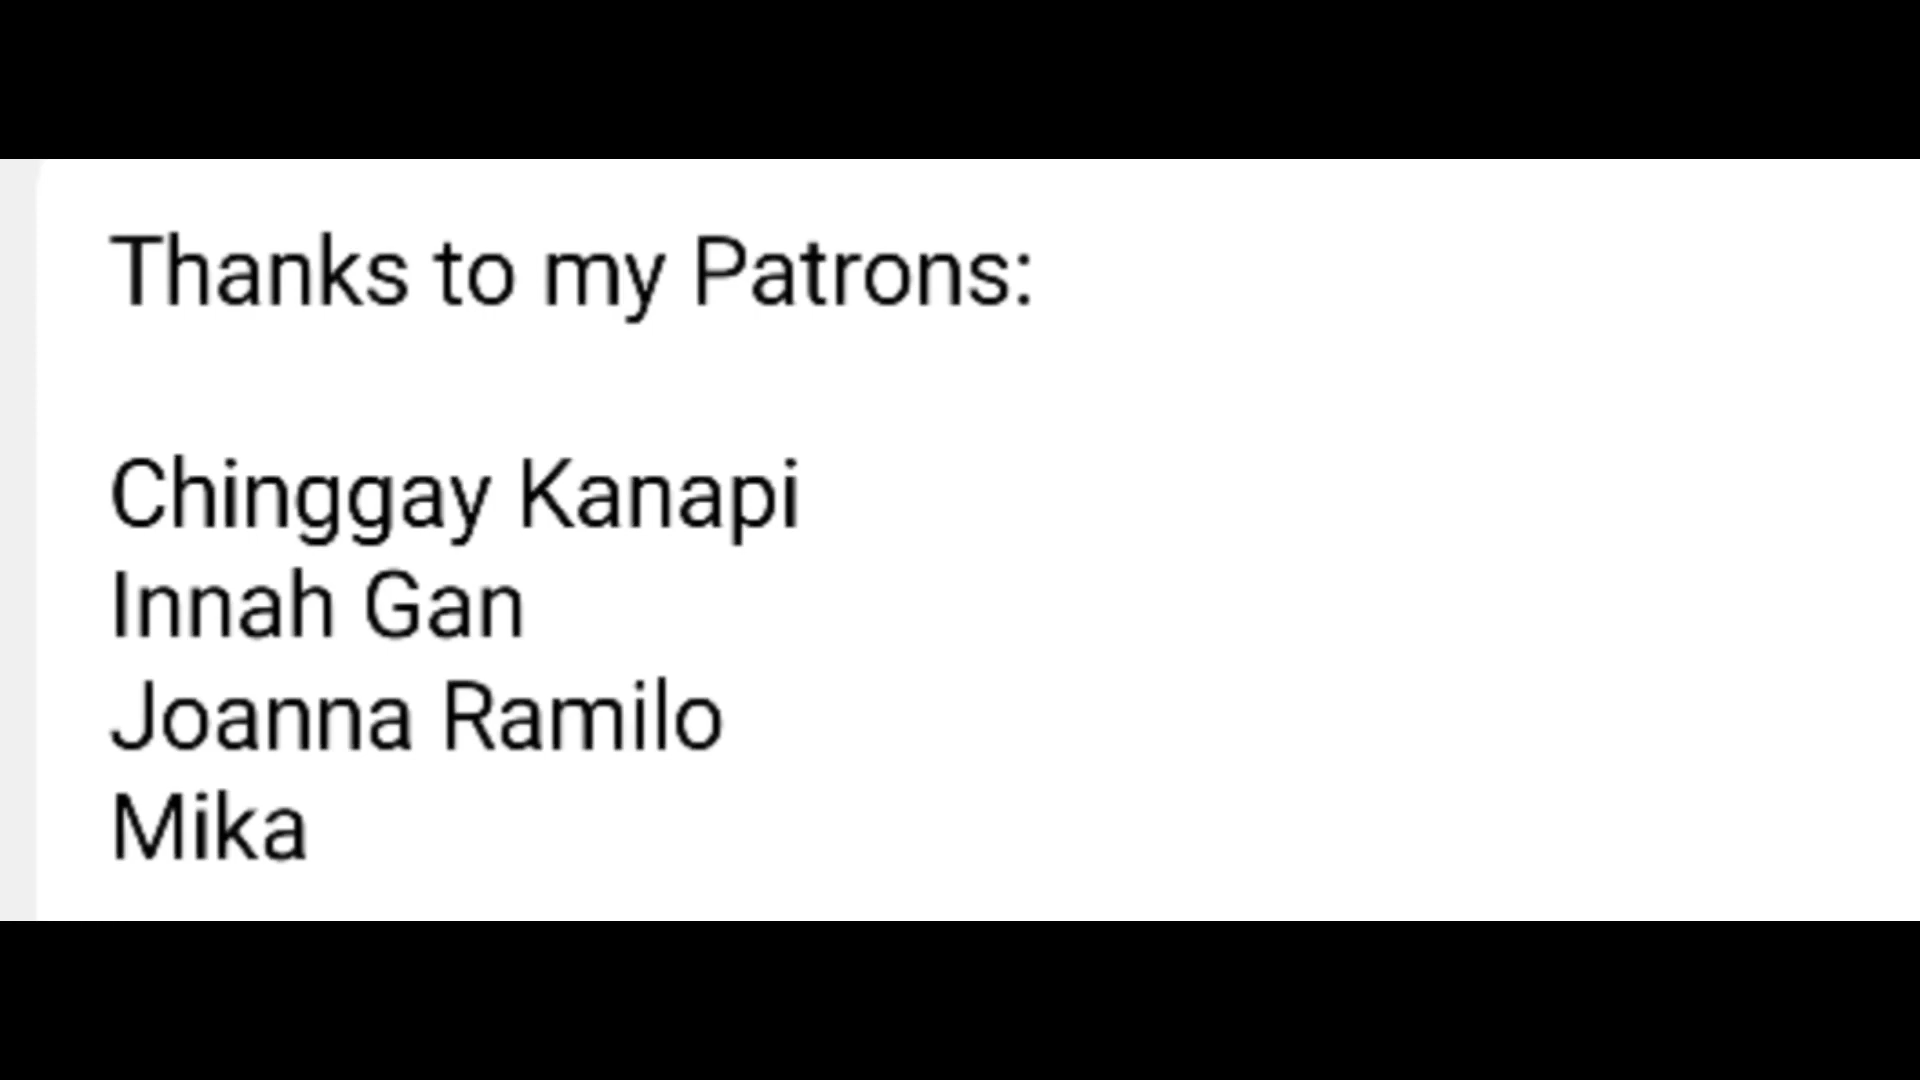 Thanks to my Patrons:
Chinggay Kanapi
Innah Gan
Joanna Ramilo
Mika